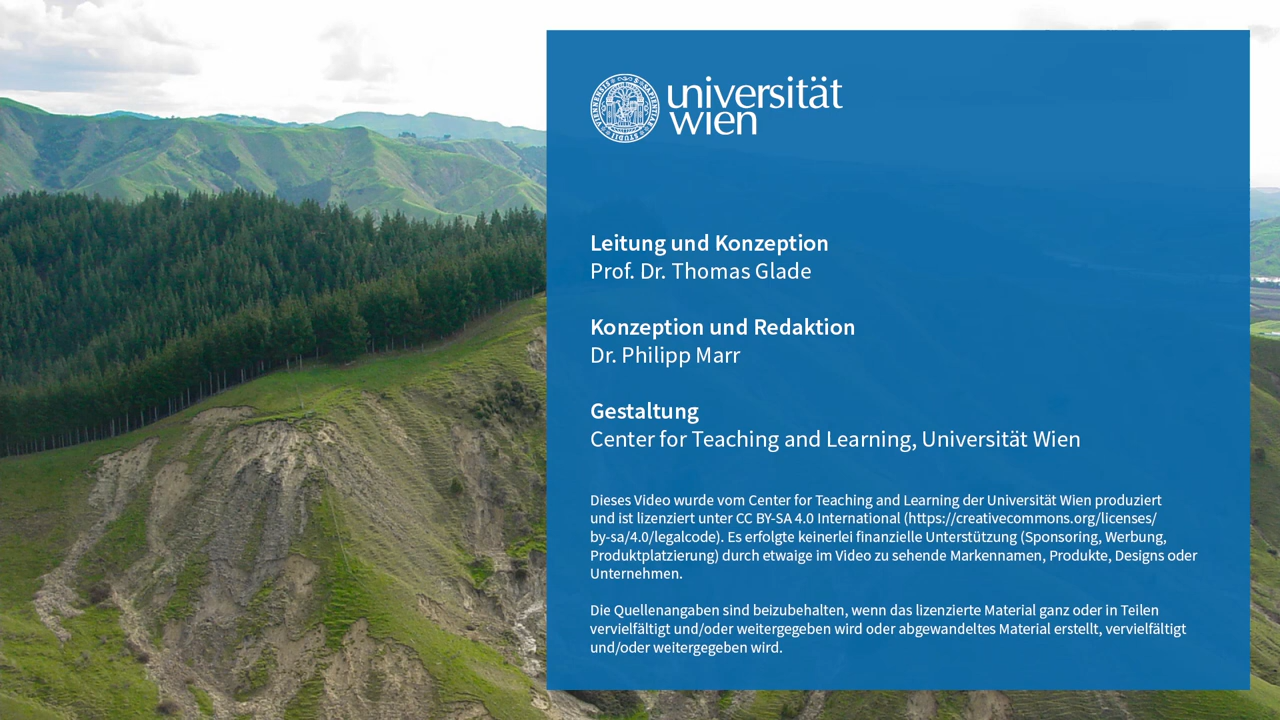 universität
wien
Leitung und Konzeption
Prof. Dr. Thomas Glade
Konzeption und Redaktion
Dr. Philipp Marr
Gestaltung
Center for Teaching and Learning, Universität Wien
Dieses Video wurde vom Center for Teaching and Learning der Universität Wien produziert
und ist lizenziert unter CC BY-SA 4.0 International (https://creativecommons.org/licenses/
by-sa/4.0/legalcode). Es erfolgte keinerlei finanzielle Unterstützung (Sponsoring, Werbung,
Produktplatzierung) durch etwaige im Video zu sehende Markennamen, Produkte, Designs oder
Unternehmen.
Die Quellenangaben sind beizubehalten, wenn das lizenzierte Material ganz oder in Teilen
vervielfältigt und/oder weitergegeben wird oder abgewandeltes Material erstellt, vervielfältigt
und/oder weitergegeben wird.